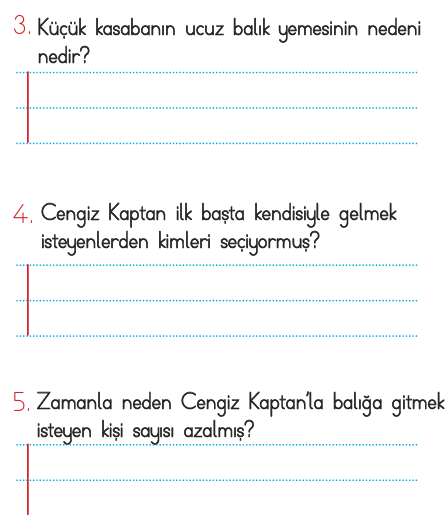 3. Küçük kasabanın ucuz balık yemesinin nedeni
nedir?
4. Cengiz Kaptan ilk başta kendisiyle gelmek
isteyenlerden kimleri seçiyormuş?
5. Zamanla neden Cengiz Kaptan'la balığa gitmek
isteyen kişi sayısı azalmış?